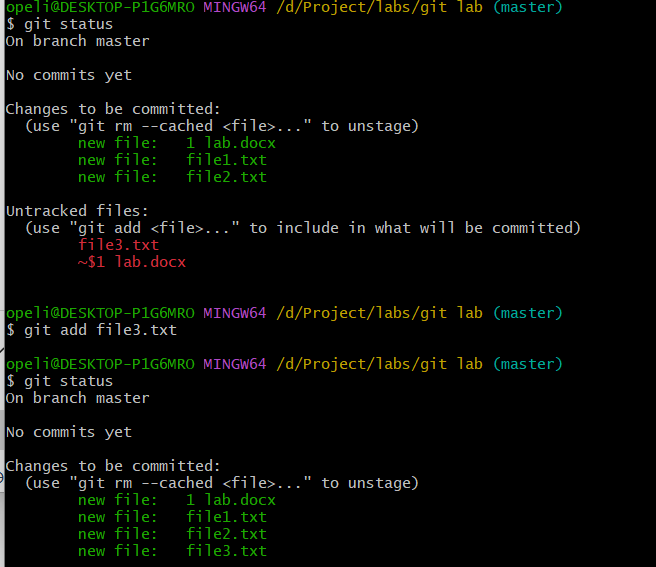 opeli@DESKTOP-P1G6MRO MINGW64 /d/Project/labs/git lab (master)
$ git status
On branch master
No commits yet
Changes to be committed:
(use "git rm --cached <file>..." to unstage)
new file:   1 lab.docx
new file:   file1.txt
new file:   file2.txt
Untracked files:
(use "git add <file>..." to include in what will be committed)
file3.txt
~$1 lab.docx
opeli@DESKTOP-P1G6MRO MINGW64 /d/Project/labs/git lab (master)
$ git add file3.txt
opeli@DESKTOP-P1G6MRO MINGW64 /d/Project/labs/git lab (master)
$ git status
On branch master
No commits yet
Changes to be committed:
(use "git rm --cached <file>..." to unstage)
new file:   1 lab.docx
new file:   file1.txt
new file:   file2.txt
new file:   file3.txt